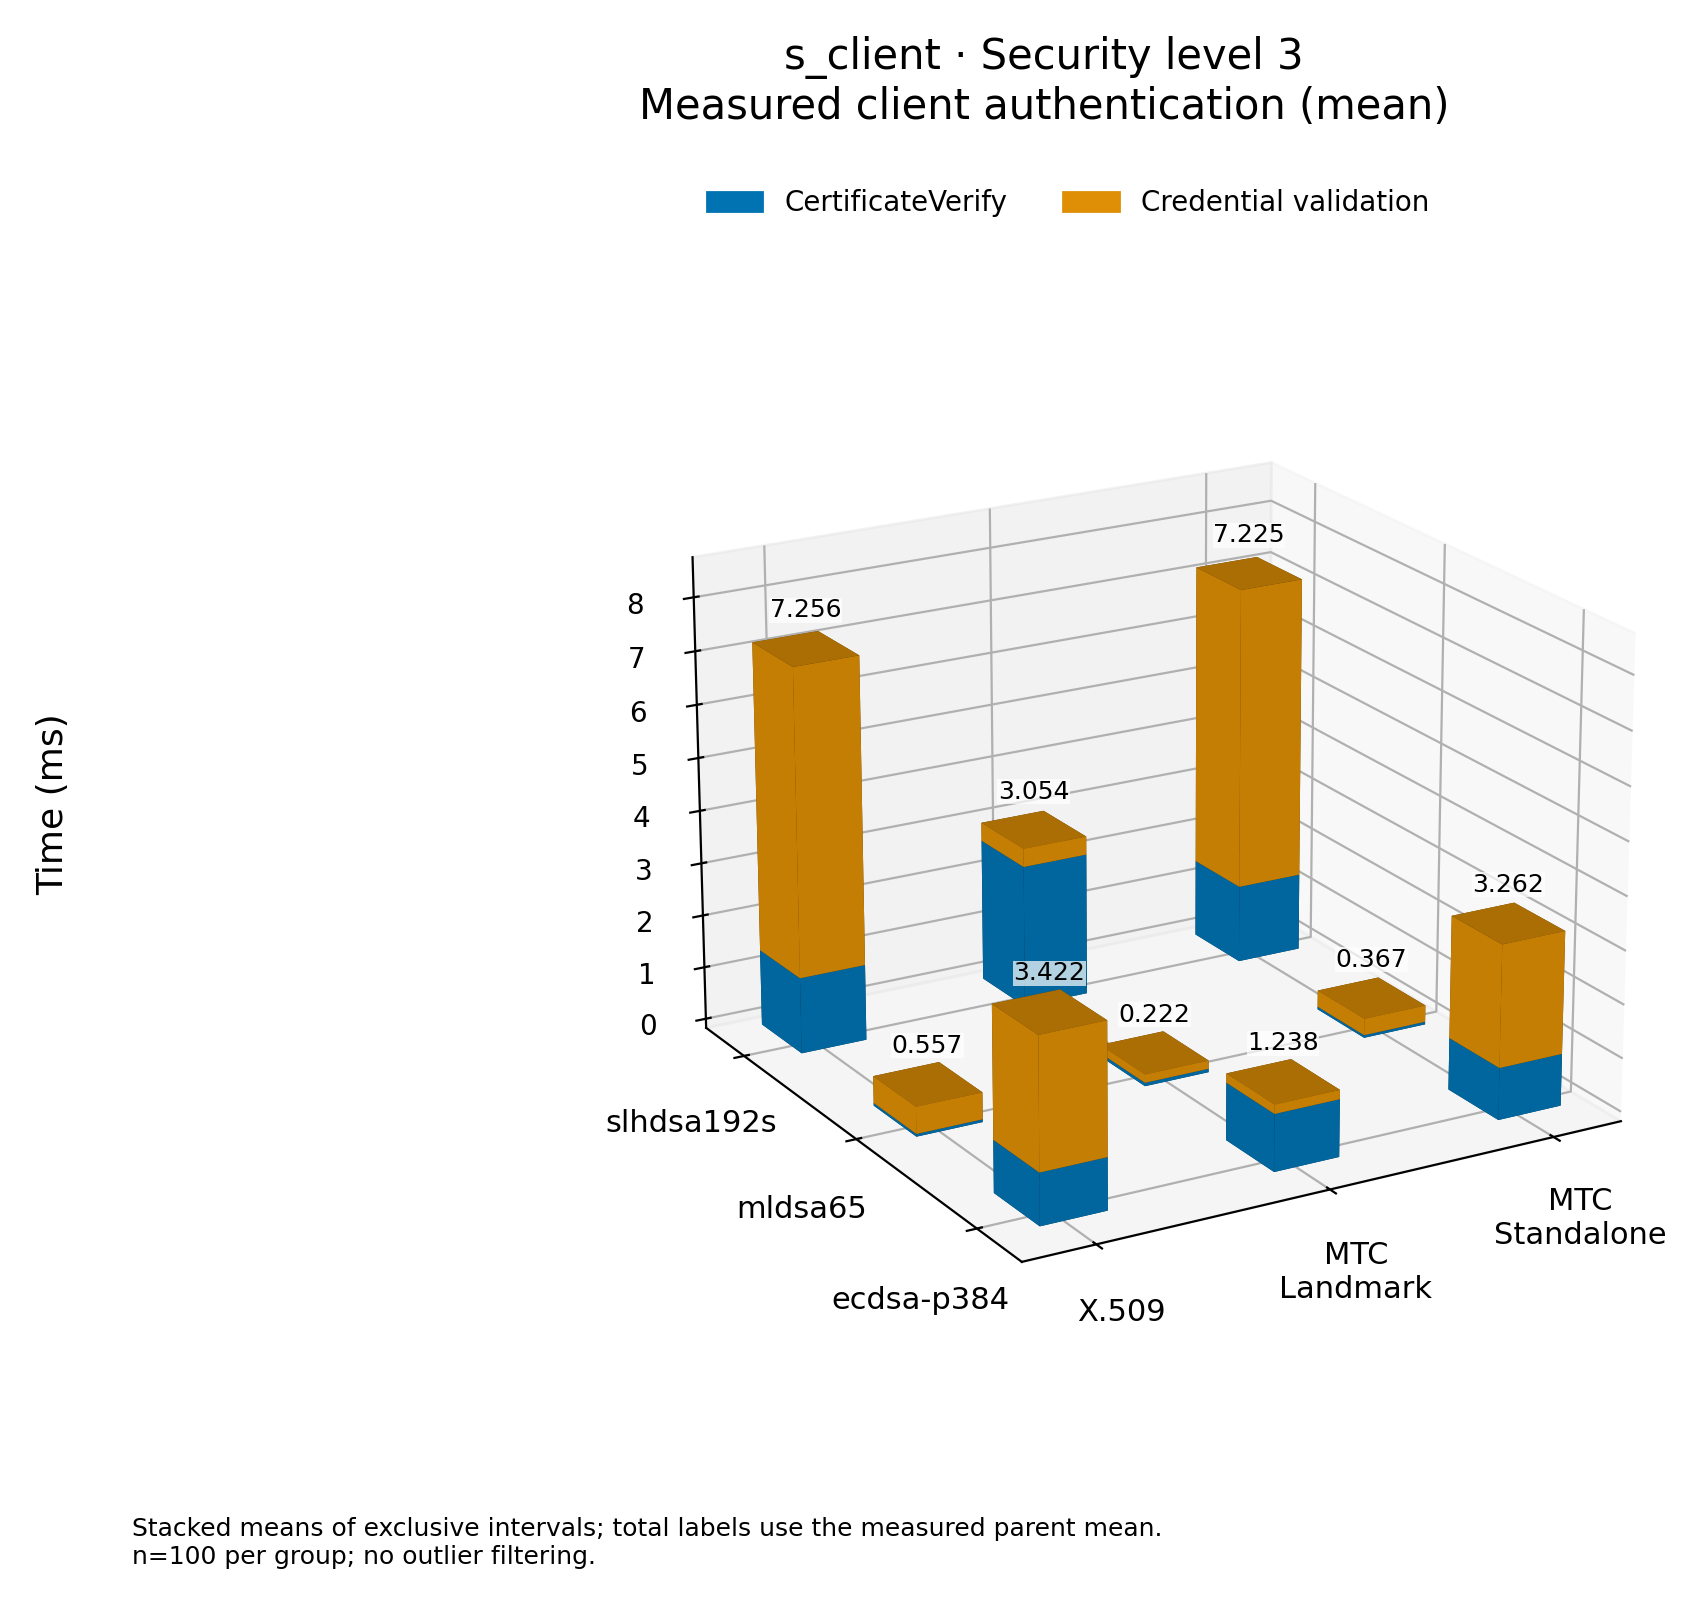 s_client · Security level 3
Measured client authentication (mean)
CertificateVerify
Credential validation
Time (ms)
8
7
6
5
4
3
2
1
0
7.256
3.054
7.225
0.557
0.222
0.367
3.422
1.238
3.262
slhdsa192s
mldsa65
ecdsa-p384
X.509
MTC
Landmark
MTC
Standalone
Stacked means of exclusive intervals; total labels use the measured parent mean.
n=100 per group; no outlier filtering.